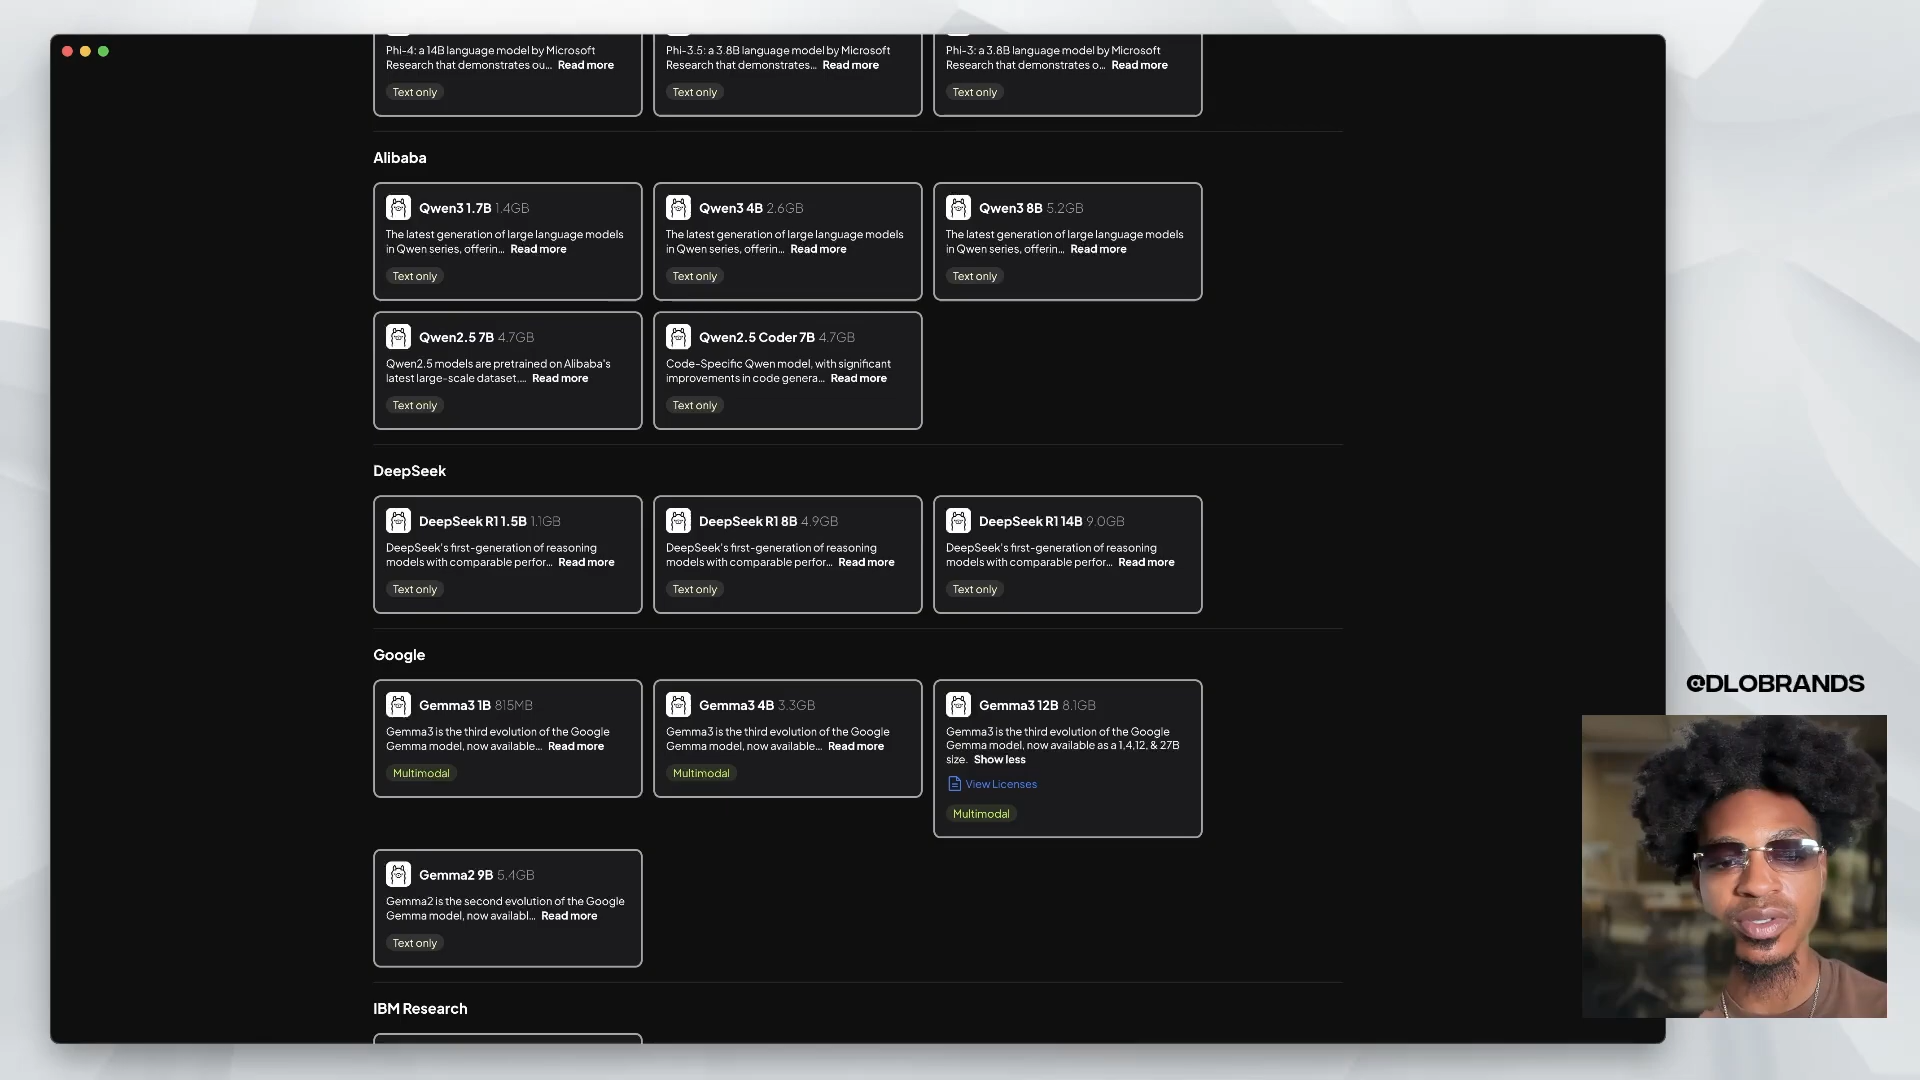 Phi-4: a 14B language model by Microsoft
Research that demonstrates ou... Read more
Text only
Phi-3.5: a 3.8B language model by Microsoft
Research that demonstrates... Read more
Text only
Phi-3: a 3.8B language model by Microsoft
Research that demonstrates o... Read more
Text only
Alibaba
Qwen3 1.7B 1.4GB
The latest generation of large language models
in Qwen series, offerin... Read more
Text only
Qwen3 4B 2.6GB
The latest generation of large language models
in Qwen series, offerin... Read more
Text only
Qwen3 8B 5.2GB
The latest generation of large language models
in Qwen series, offerin... Read more
Text only
Qwen2.5 7B 4.7GB
Qwen2.5 models are pretrained on Alibaba's
latest large-scale dataset,... Read more
Text only
Qwen2.5 Coder 7B 4.7GB
Code-Specific Qwen model, with significant
improvements in code genera... Read more
Text only
DeepSeek
DeepSeek R1 1.5B 1.1GB
DeepSeek's first-generation of reasoning
models with comparable perfor... Read more
Text only
DeepSeek R1 8B 4.9GB
DeepSeek's first-generation of reasoning
models with comparable perfor... Read more
Text only
DeepSeek R1 14B 9.0GB
DeepSeek's first-generation of reasoning
models with comparable perfor... Read more
Text only
Google
Gemma3 1B 815MB
Gemma3 is the third evolution of the Google
Gemma model, now available... Read more
Multimodal
Gemma3 4B 3.3GB
Gemma3 is the third evolution of the Google
Gemma model, now available... Read more
Multimodal
Gemma3 12B 8.1GB
Gemma3 is the third evolution of the Google
Gemma model, now available as a 1,4,12, & 27B
size. Show less
View Licenses
Multimodal
Gemma2 9B 5.4GB
Gemma2 is the second evolution of the Google
Gemma model, now availabl... Read more
Text only
IBM Research
@DLOBRANDS